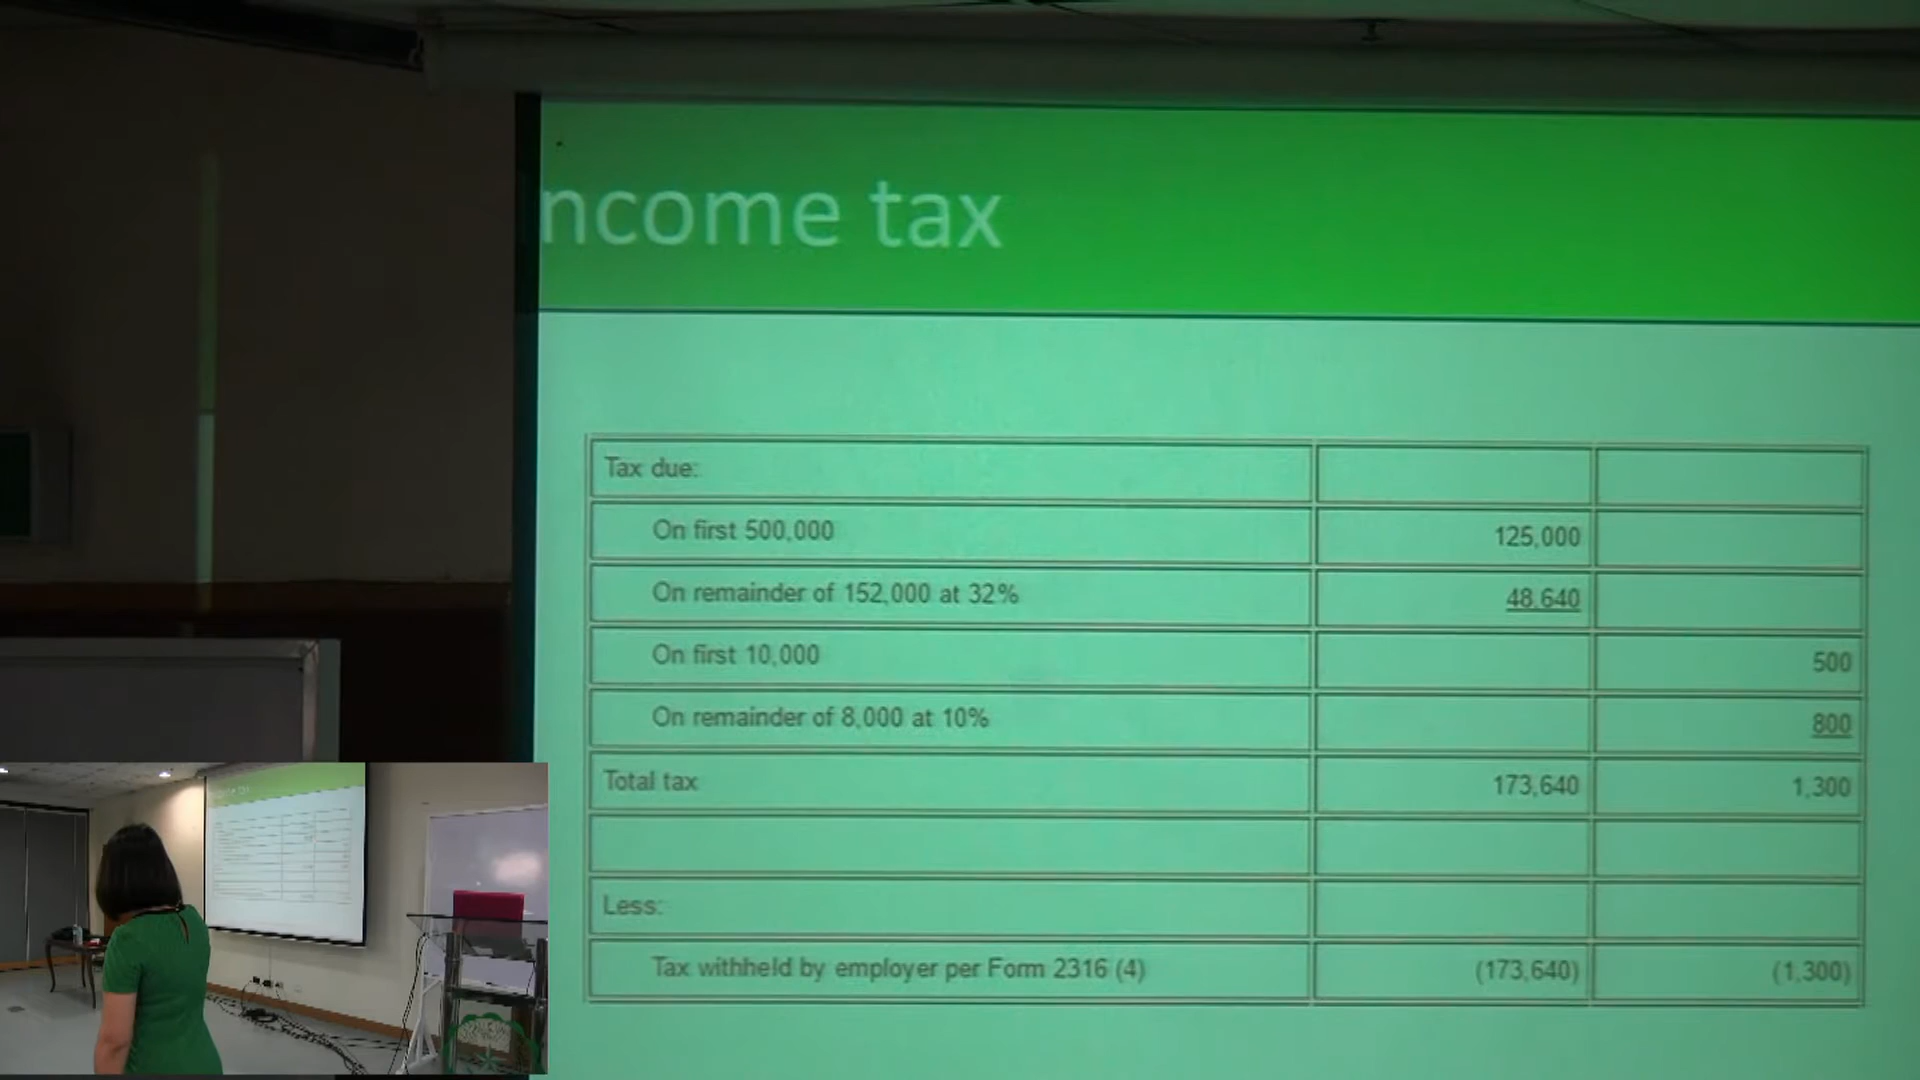 ncome tax
Tax due:
On first 500,000 125,000
On remainder of 152,000 at 32% 48,640
On first 10,000 500
On remainder of 8,000 at 10% 800
Total tax 173,640 1,300
Less:
Tax withheld by employer per Form 2316 (4) (173,640) (1,300)